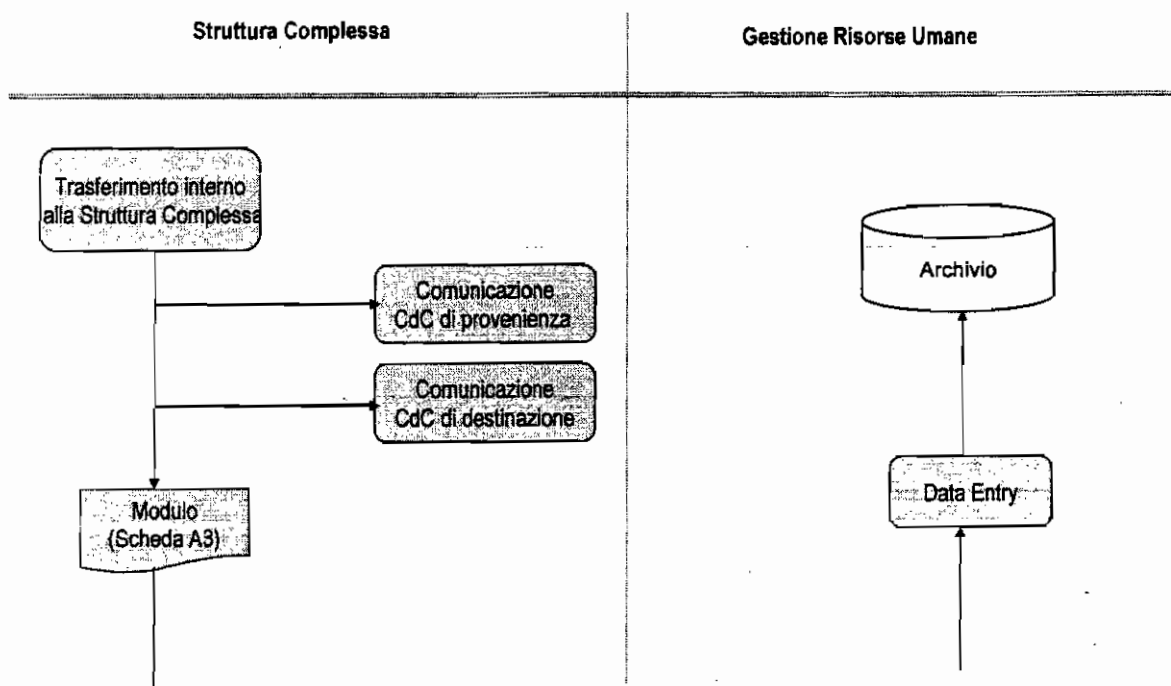 Struttura Complessa
Gestione Risorse Umane
Trasferimento interno
alla Struttura Complessa
Comunicazione
CdC di provenienza
Comunicazione
CdC di destinazione
Modulo
(Scheda A3)
Archivio
Data Entry